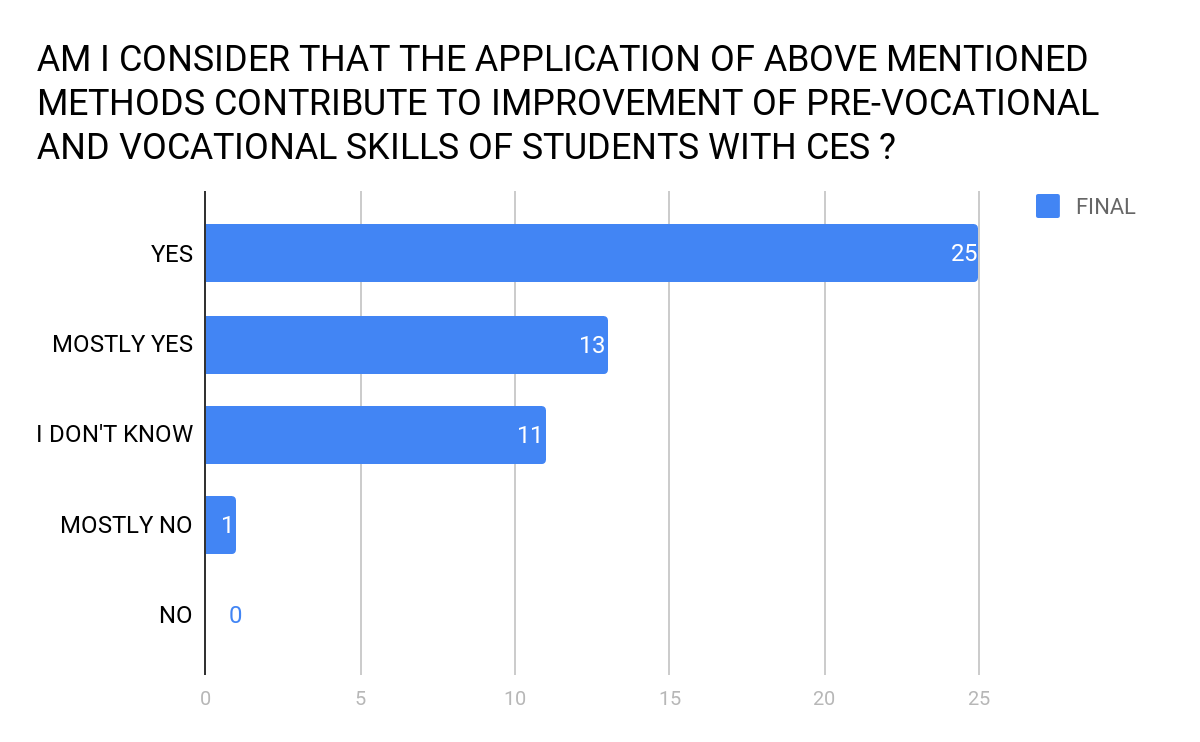 AM I CONSIDER THAT THE APPLICATION OF ABOVE MENTIONED
METHODS CONTRIBUTE TO IMPROVEMENT OF PRE-VOCATIONAL
AND VOCATIONAL SKILLS OF STUDENTS WITH CES ?
FINAL
YES 25
MOSTLY YES 13
I DON'T KNOW 11
MOSTLY NO 1
NO 0
0 5 10 15 20 25